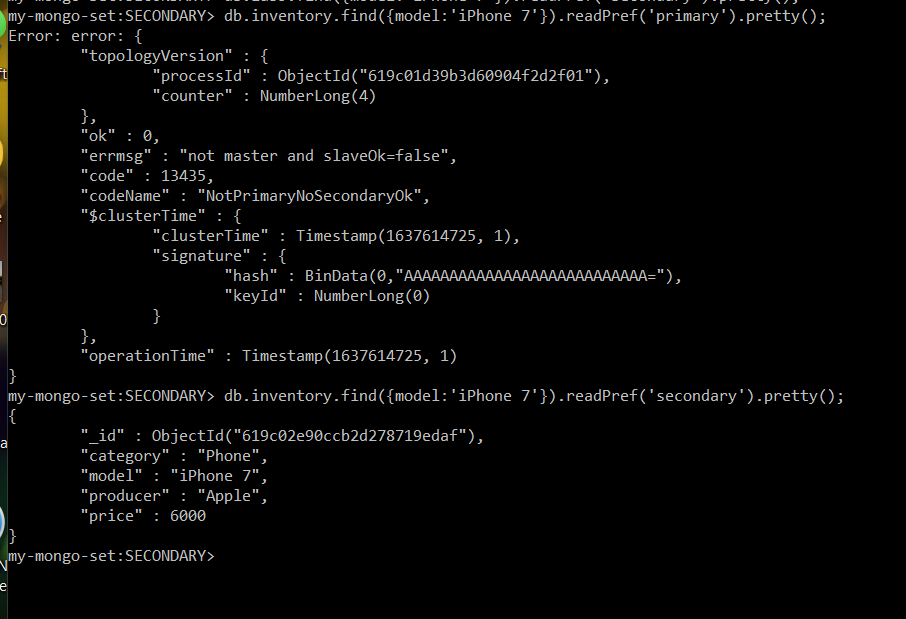 my-mongo-set:SECONDARY> db.inventory.find({model:'iPhone 7'}).readPref('primary').pretty();
Error: error: {
        "topologyVersion" : {
                "processId" : ObjectId("619c01d39b3d60904f2d2f01"),
                "counter" : NumberLong(4)
        },
        "ok" : 0,
        "errmsg" : "not master and slaveOk=false",
        "code" : 13435,
        "codeName" : "NotPrimaryNoSecondaryOk",
        "$clusterTime" : {
                "clusterTime" : Timestamp(1637614725, 1),
                "signature" : {
                        "hash" : BinData(0,"AAAAAAAAAAAAAAAAAAAAAAAAAAA="),
                        "keyId" : NumberLong(0)
                }
        },
        "operationTime" : Timestamp(1637614725, 1)
}
my-mongo-set:SECONDARY> db.inventory.find({model:'iPhone 7'}).readPref('secondary').pretty();
{
        "_id" : ObjectId("619c02e90ccb2d278719edaf"),
        "category" : "Phone",
        "model" : "iPhone 7",
        "producer" : "Apple",
        "price" : 6000
}
my-mongo-set:SECONDARY>